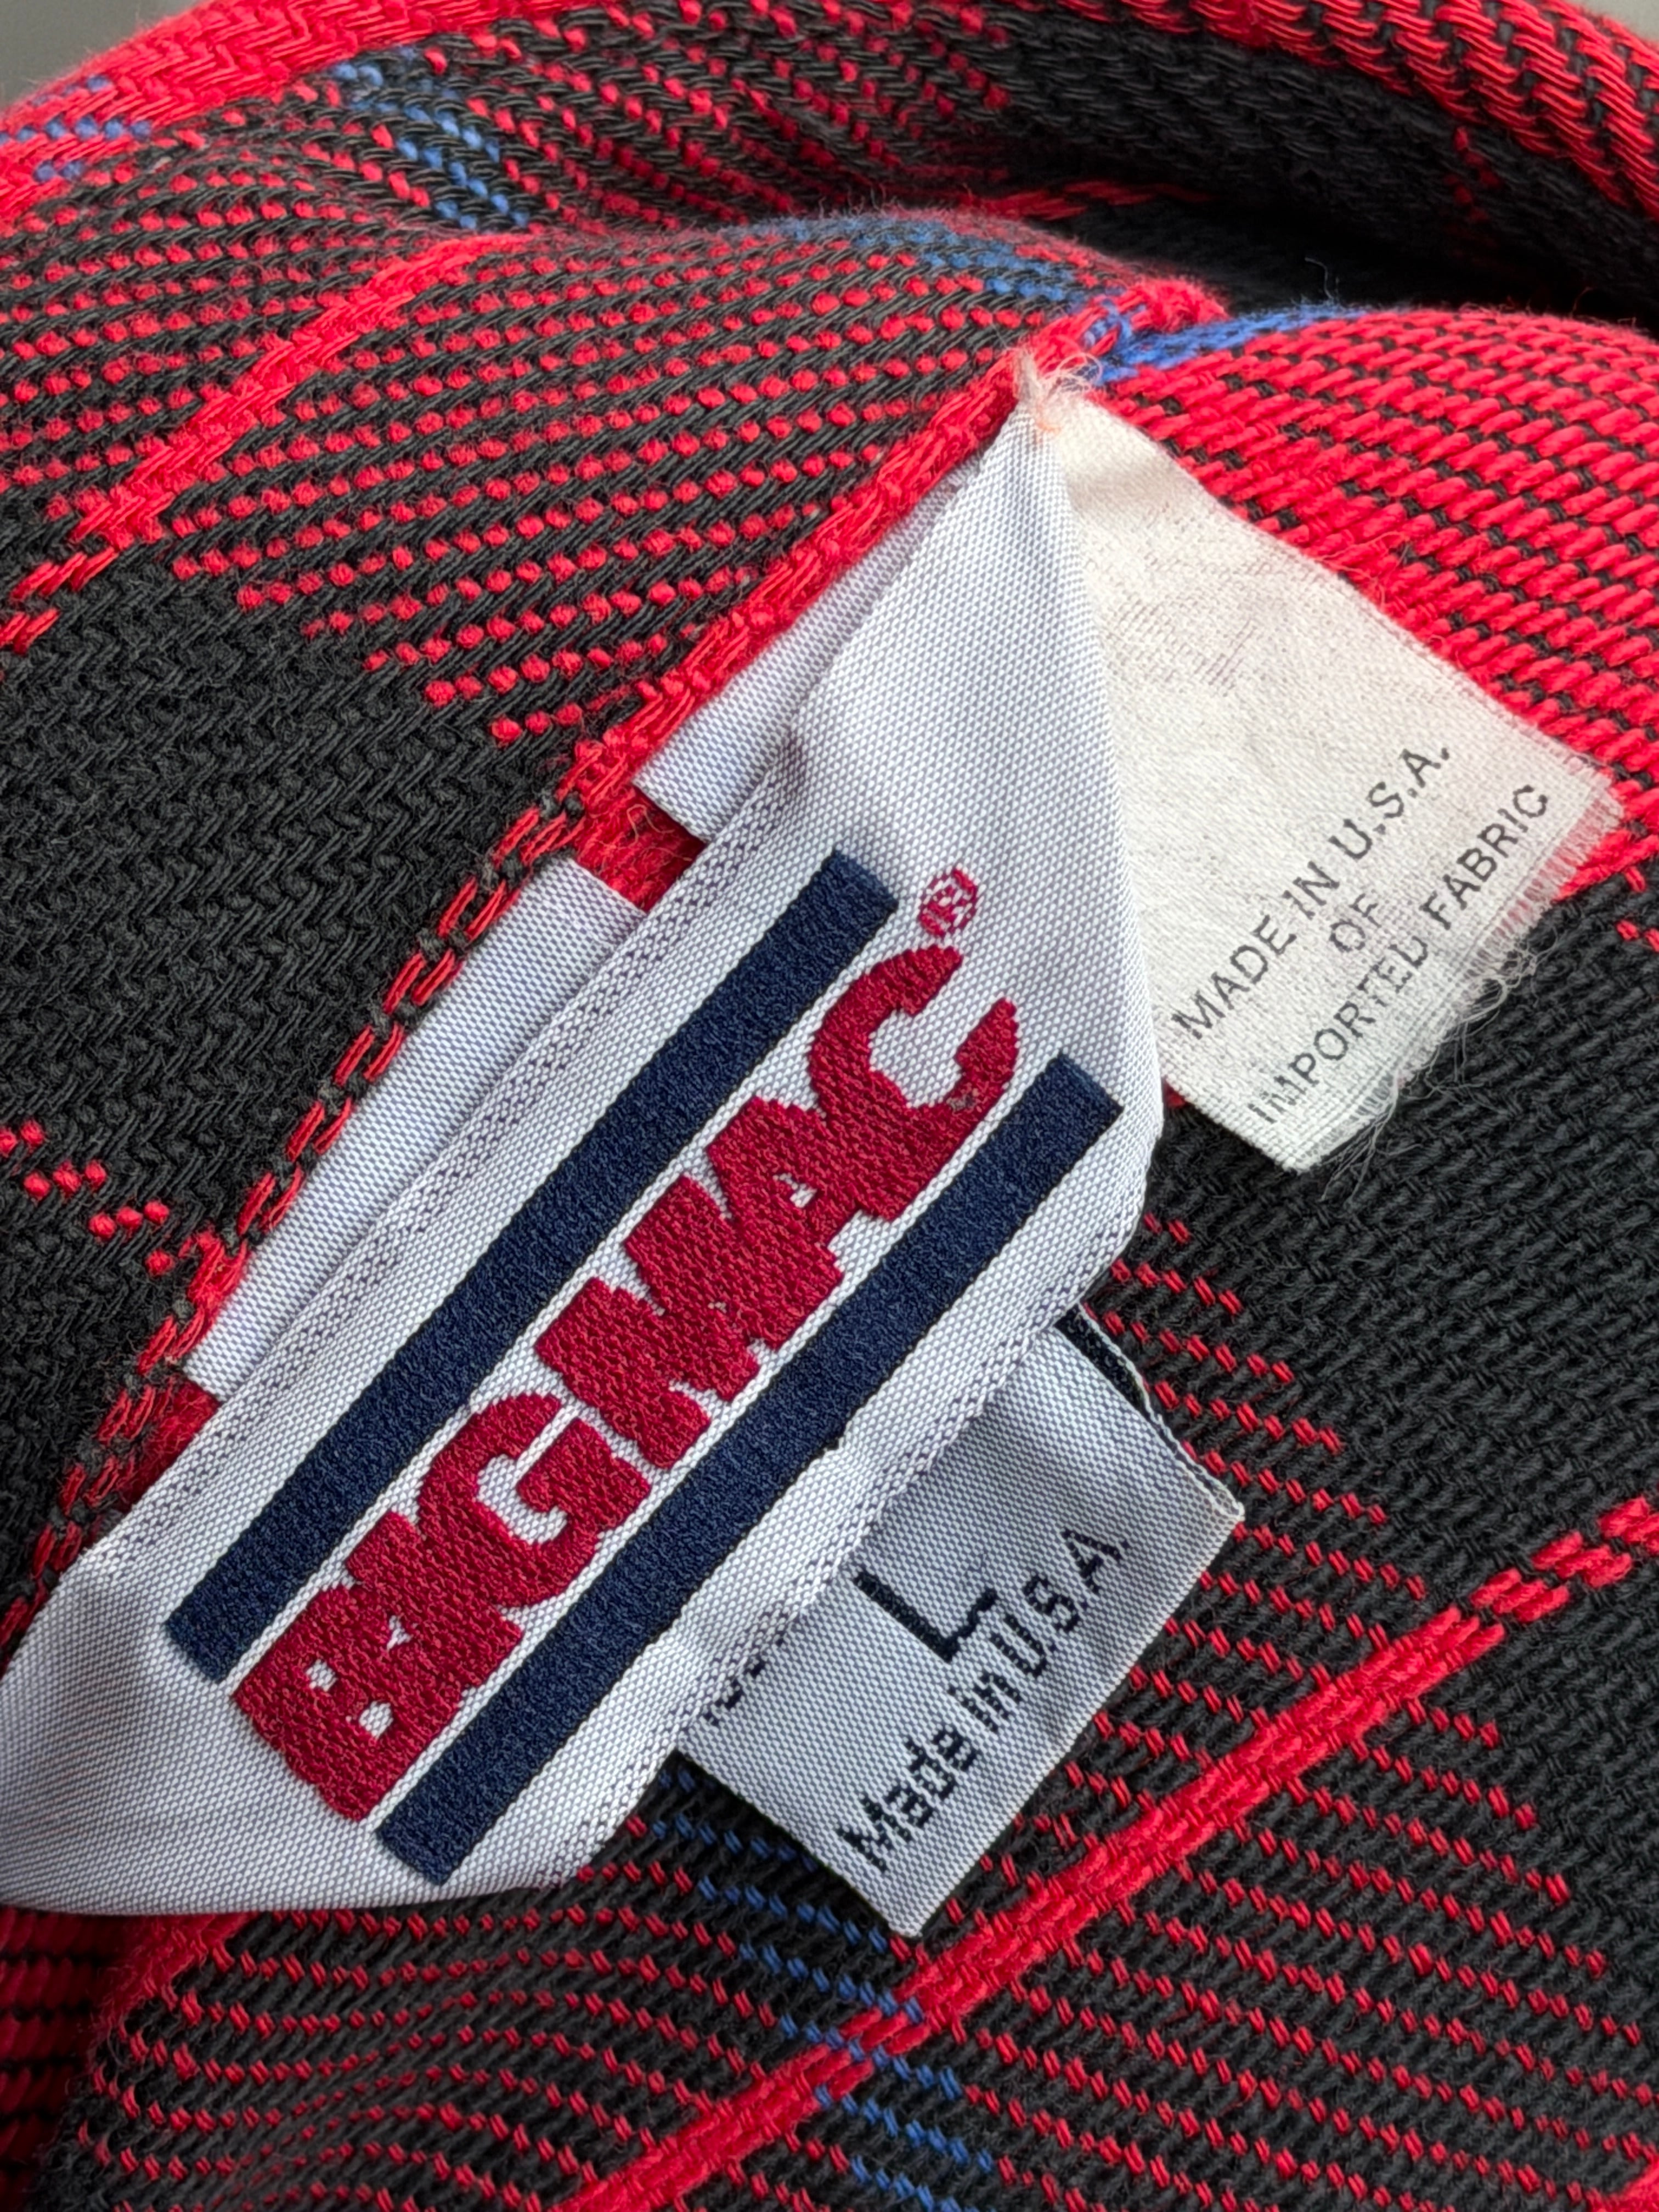 BIGMAC®
MADE IN U.S.A.
OF
IMPORTED FABRIC
L
Made in U.S.A